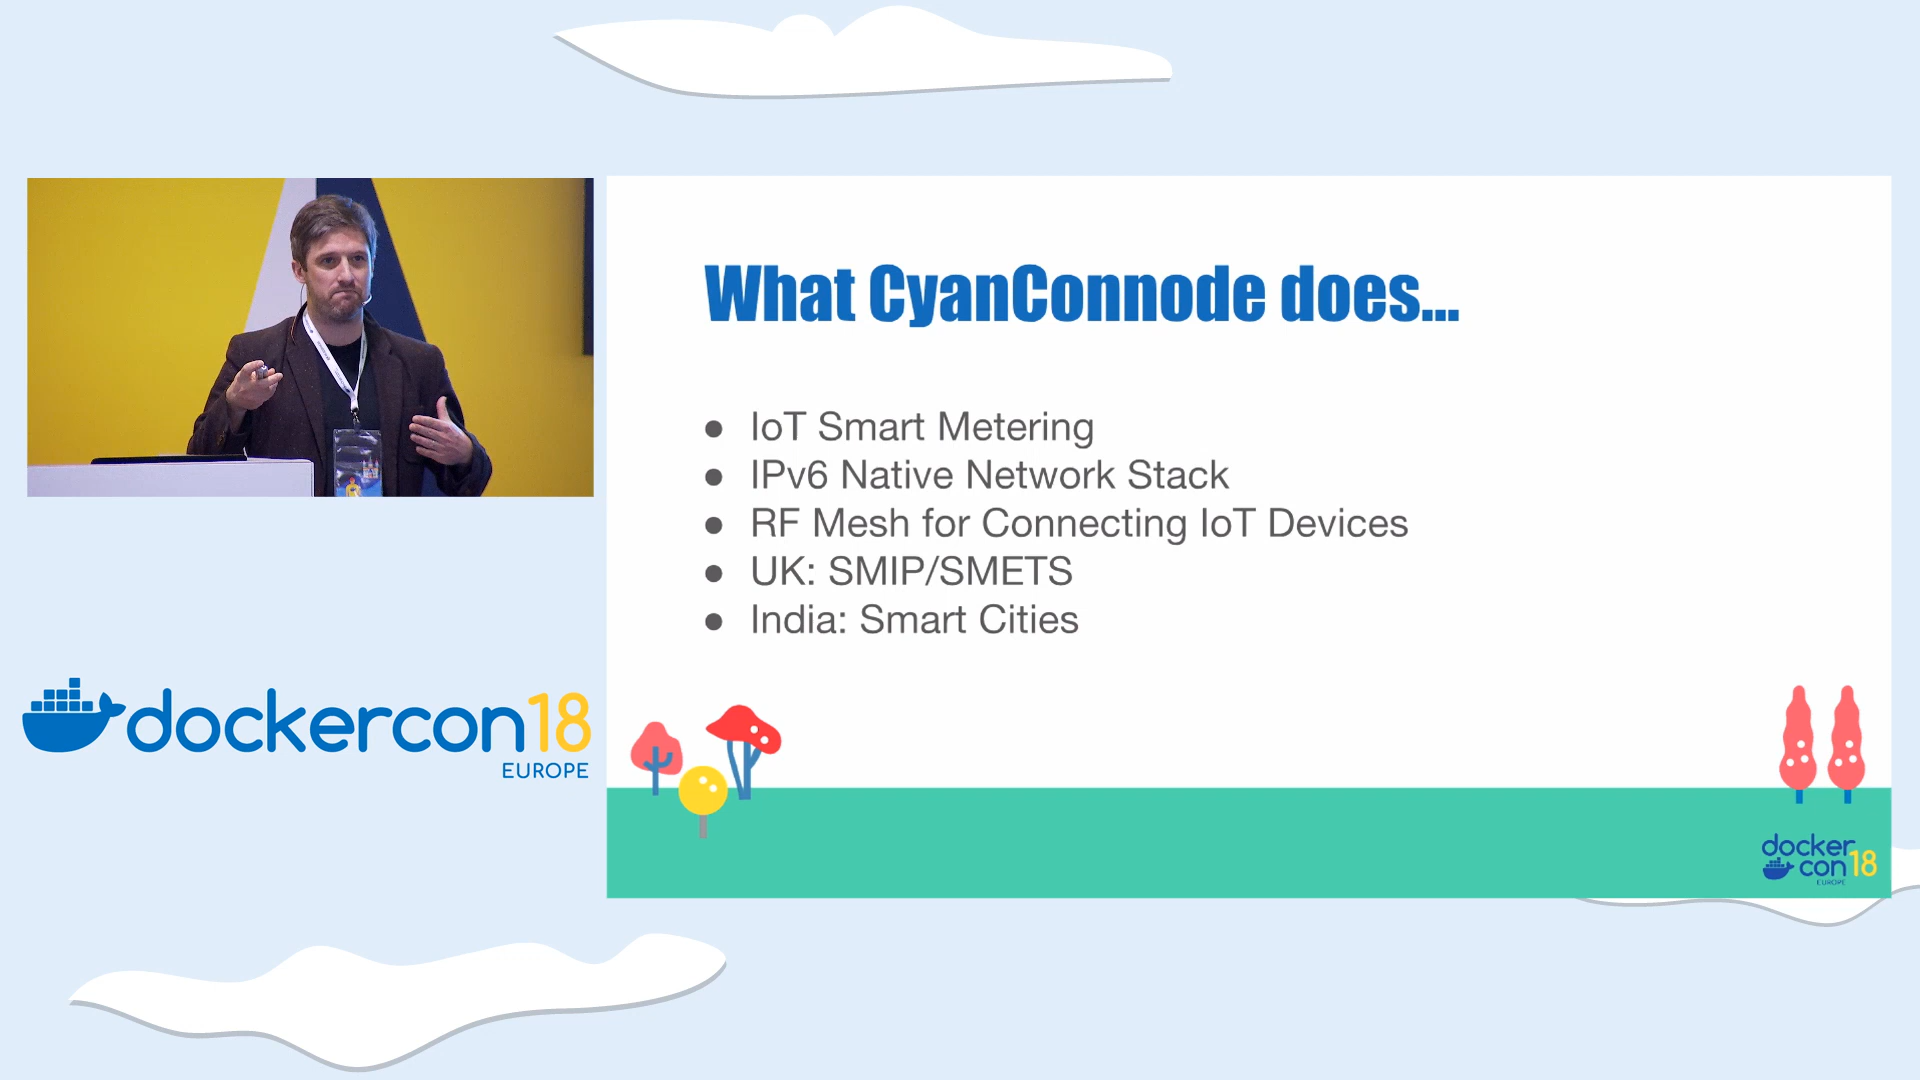 What CyanConnode does...
● IoT Smart Metering
● IPv6 Native Network Stack
● RF Mesh for Connecting IoT Devices
● UK: SMIP/SMETS
● India: Smart Cities
dockercon18
EUROPE
docker
con18
EUROPE